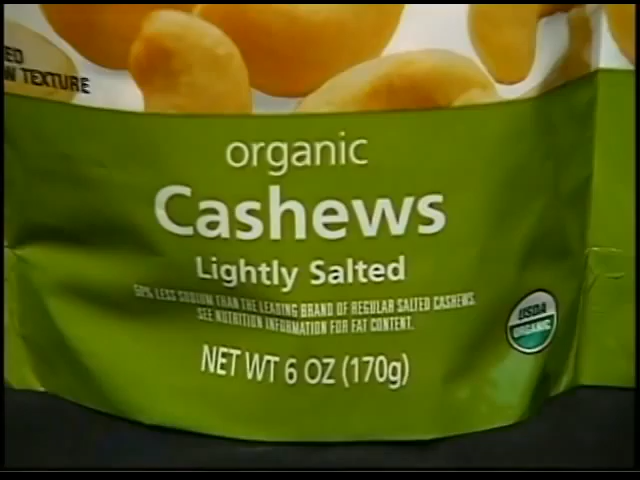 ED
N TEXTURE
organic
Cashews
Lightly Salted
50% LESS SODIUM THAN THE LEADING BRAND OF REGULAR SALTED CASHEWS.
SEE NUTRITION INFORMATION FOR FAT CONTENT.
USDA
ORGANIC
NET WT 6 OZ (170g)